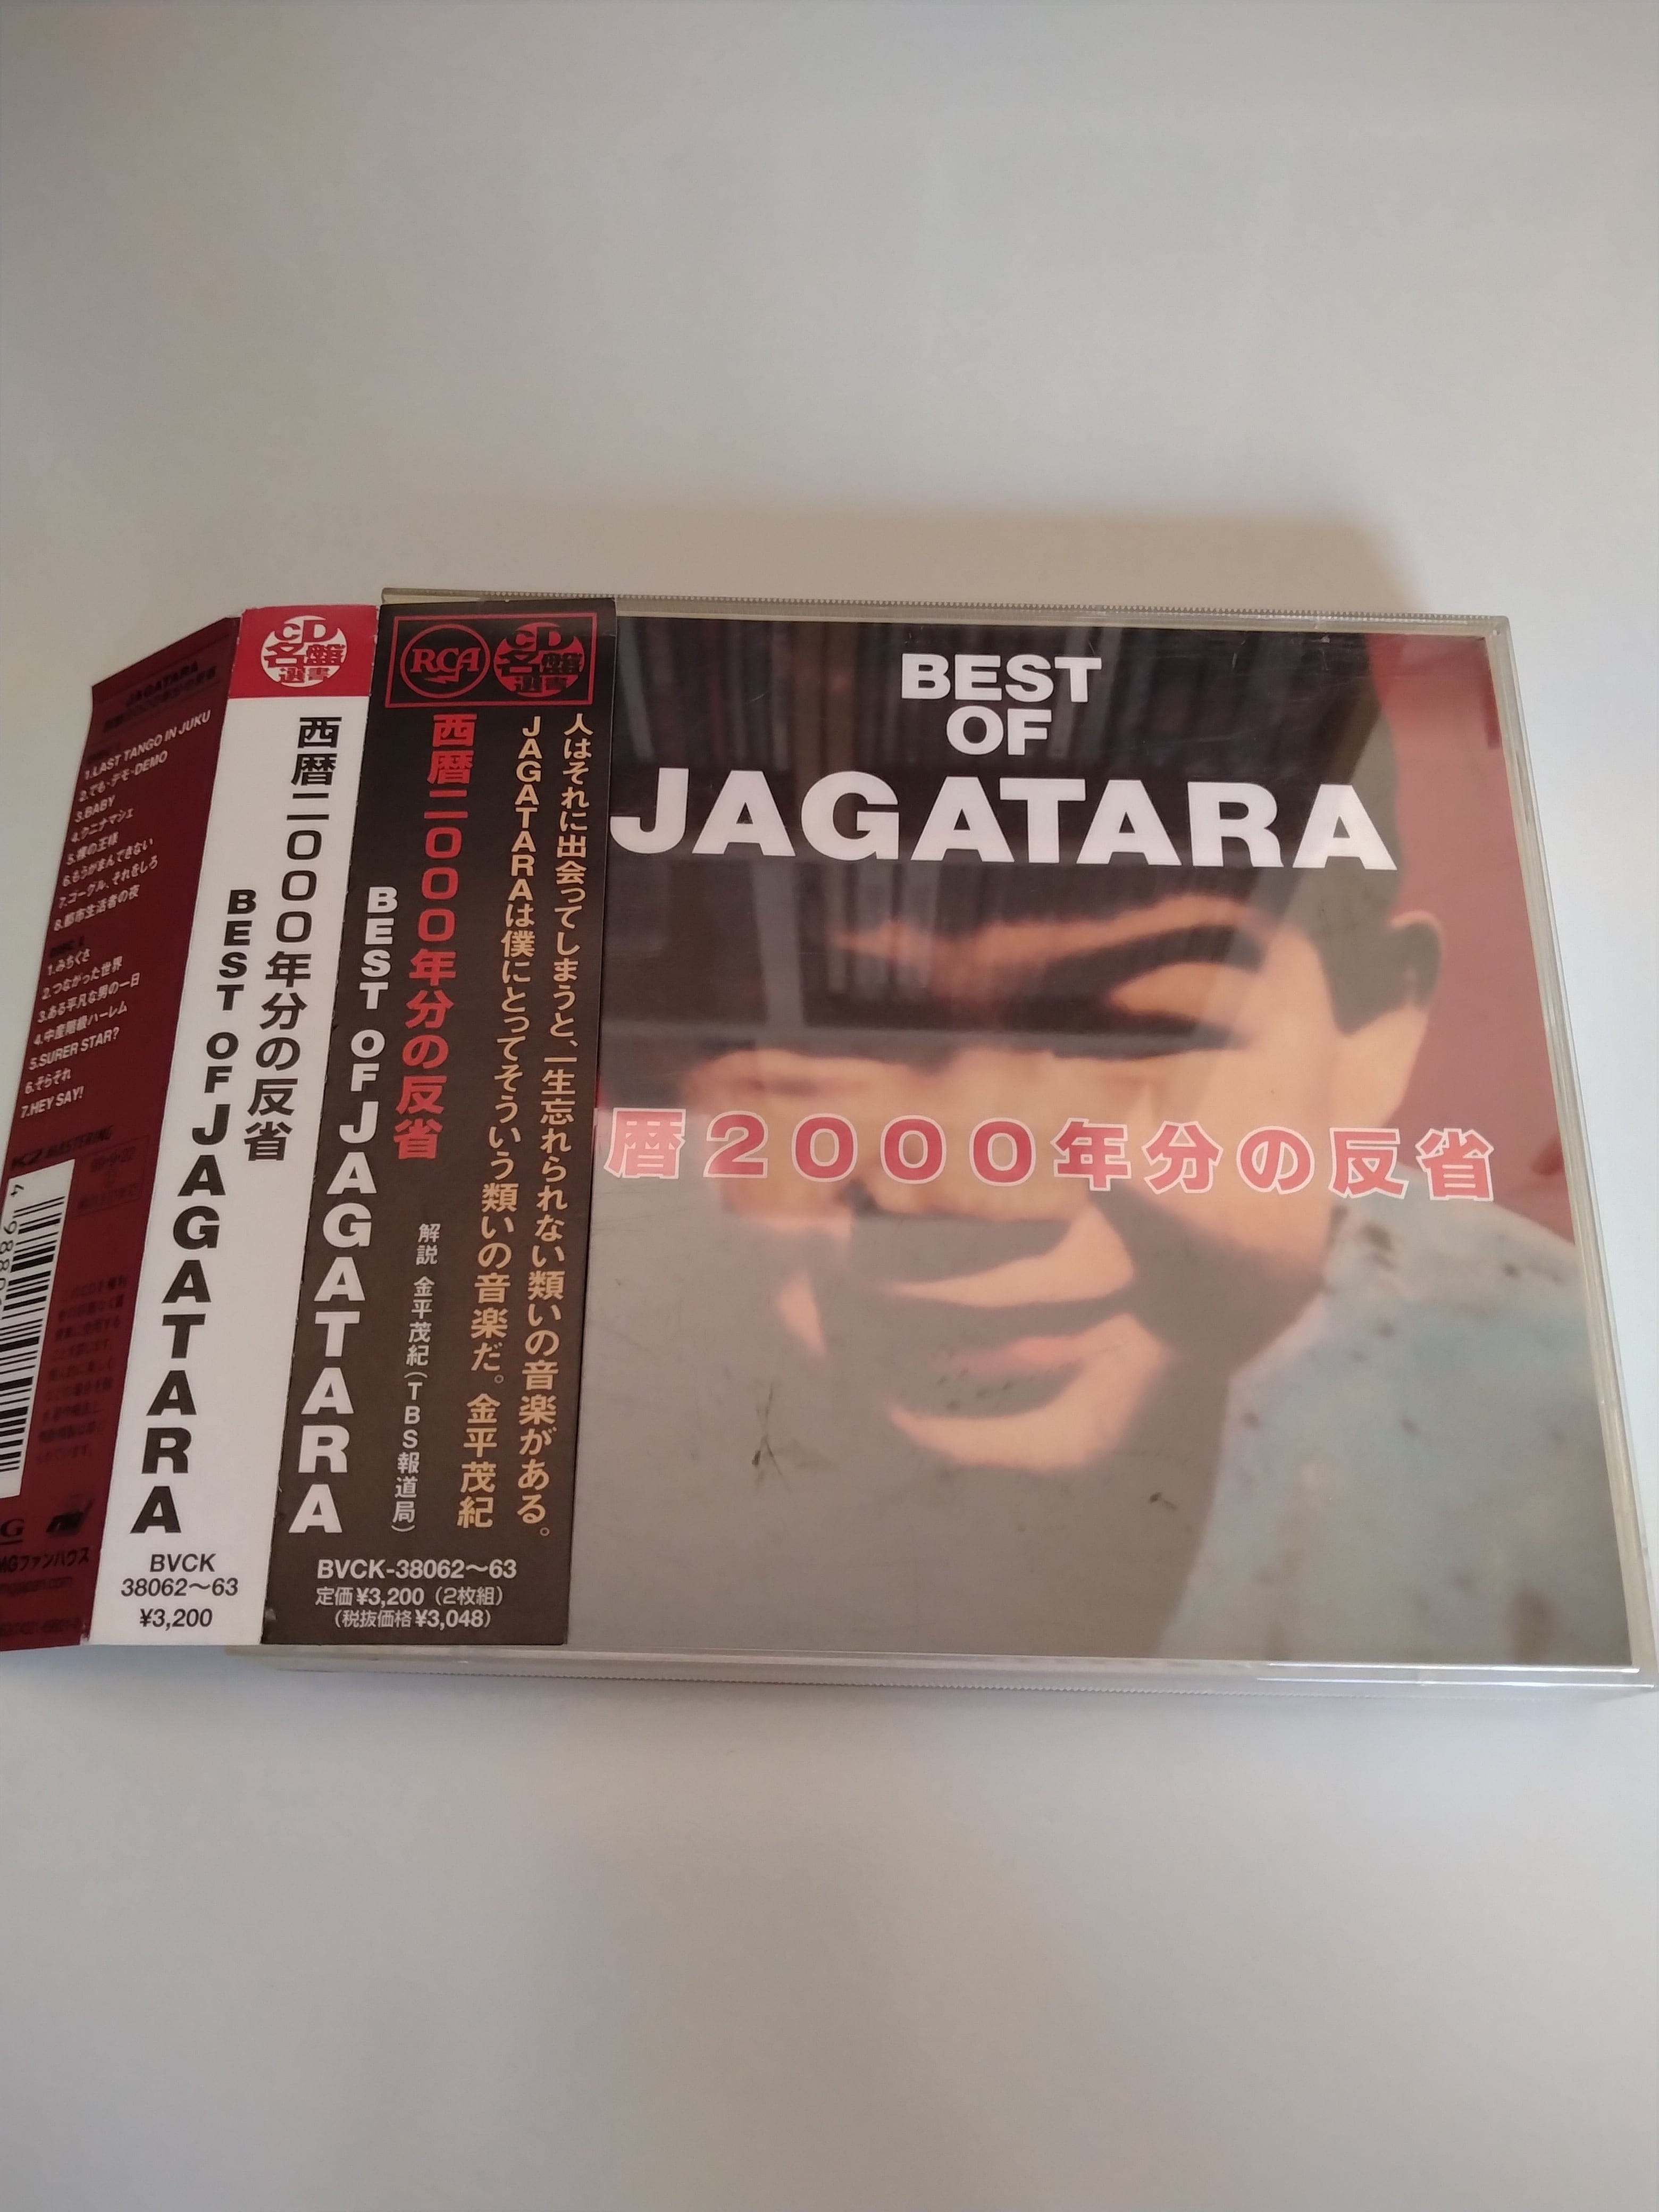 BEST
OF
JAGATARA
暦2000年分の反省
RCA
CD
名盤
選書
人はそれに出会ってしまうと、一生忘れられない類いの音楽がある。
JAGATARAは僕にとってそういう類いの音楽だ。金平茂紀
西暦二〇〇〇年分の反省
解説 金平茂紀(TBS報道局)
BEST OF JAGATARA
BVCK-38062〜63
定価¥3,200(2枚組)
(税抜価格¥3,048)
CD
名盤
選書
西暦二〇〇〇年分の反省
BEST OF JAGATARA
BVCK
38062〜63
¥3,200
JAGATARA
1.LAST TANGO IN JUKU
2.でも・デモ・DEMO
3.BABY
4.クニナマシェ
5.裸の王様
6.もうがまんできない
7.ゴーグル、それをしろ
8.都市生活者の夜
1.みちくさ
2.つながった世界
3.ある平凡な男の一日
4.中産階級ハーレム
5.SURER STAR?
6.そらそれ
7.HEY SAY!
K2 MASTERING
MGファンハウス